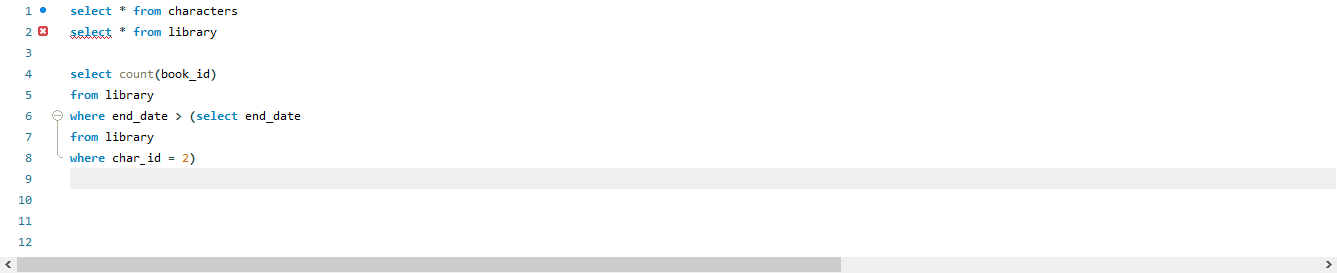 1 select * from characters
2 select * from library
3
4 select count(book_id)
5 from library
6 where end_date > (select end_date
7 from library
8 where char_id = 2)
9
10
11
12